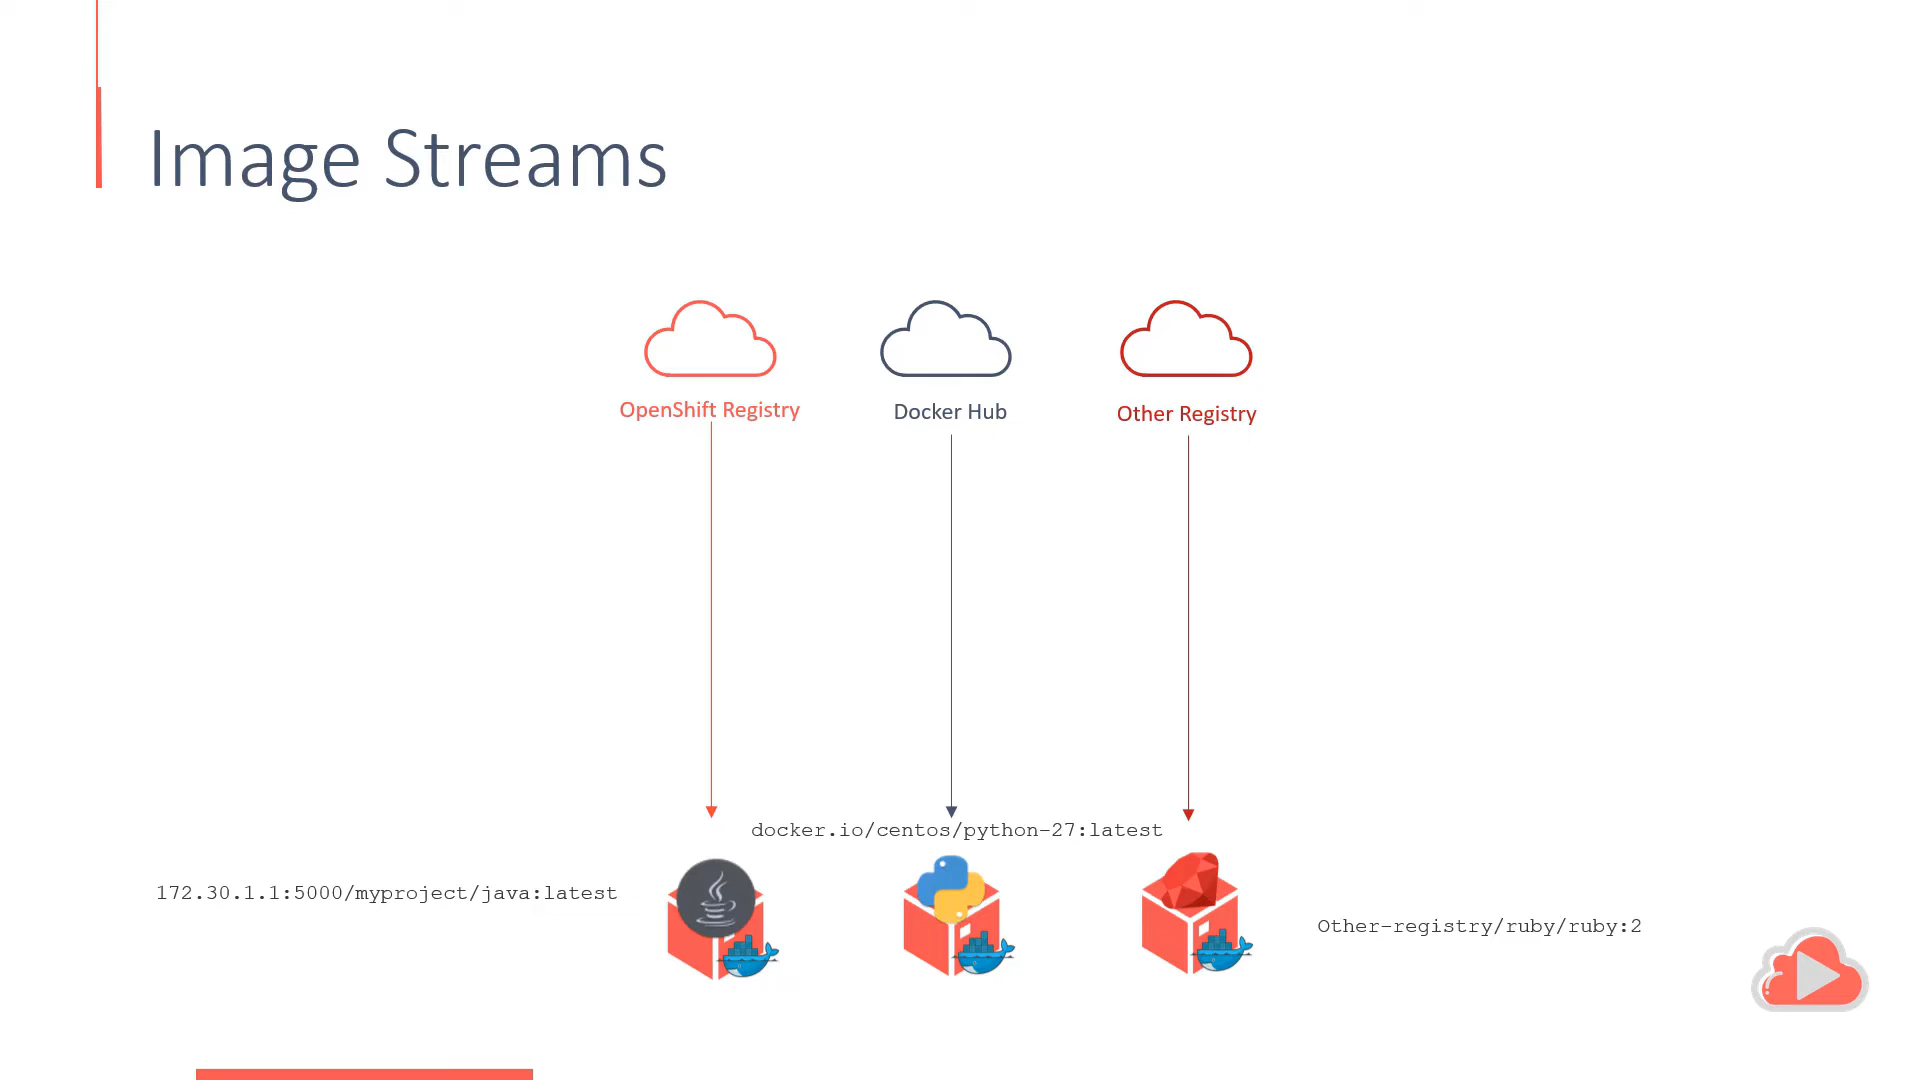 Image Streams
OpenShift Registry
Docker Hub
Other Registry
docker.io/centos/python-27:latest
172.30.1.1:5000/myproject/java:latest
Other-registry/ruby/ruby:2